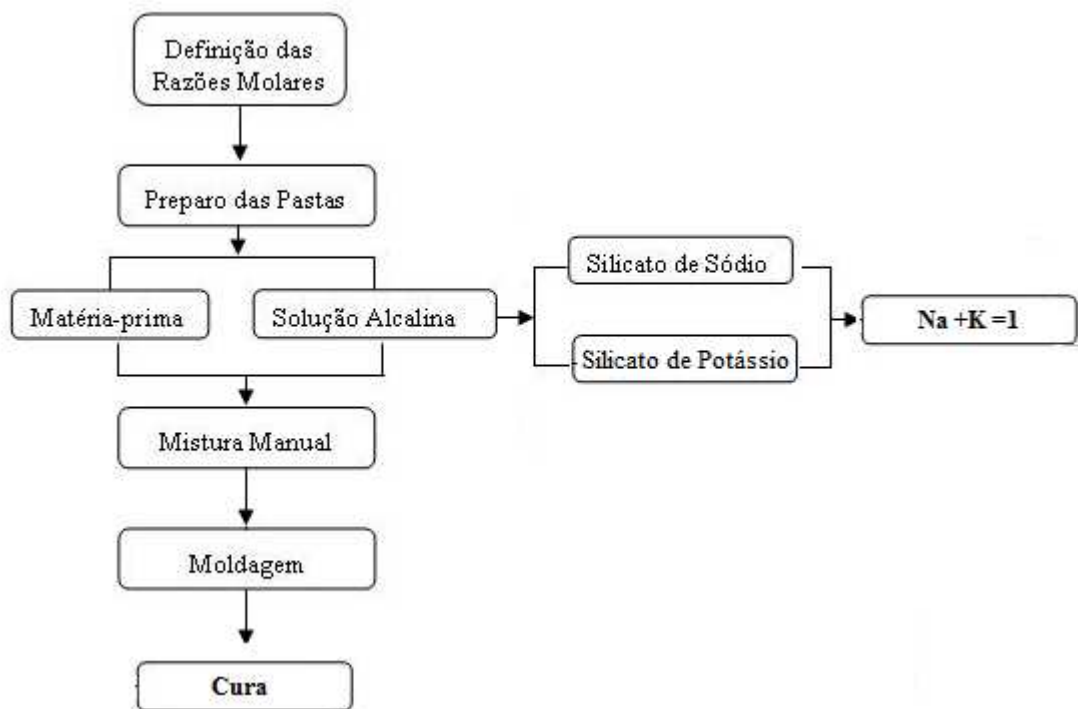 Definição das
Razões Molares
Preparo das Pastas
Matéria-prima
Solução Alcalina
Silicato de Sódio
Silicato de Potássio
Na +K =1
Mistura Manual
Moldagem
Cura